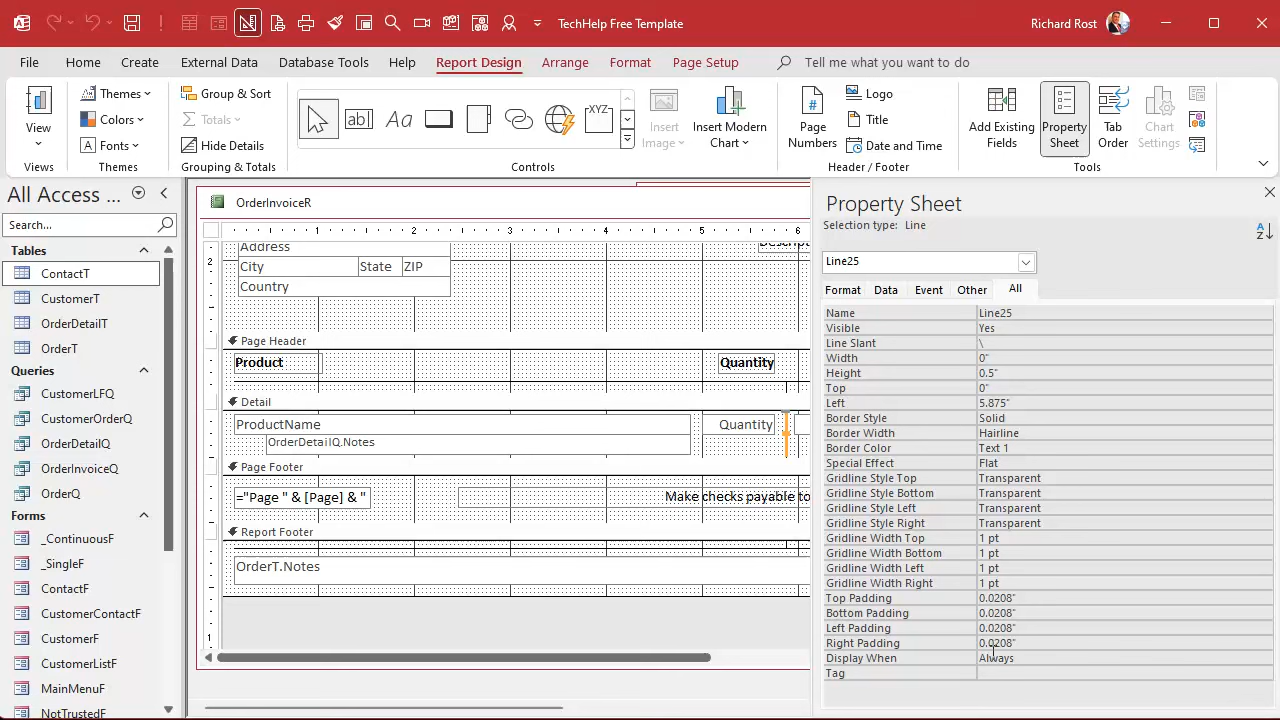 TechHelp Free Template
Richard Rost
File Home Create External Data Database Tools Help Report Design Arrange Format Page Setup Tell me what you want to do
View
Views
Themes
Colors
Fonts
Themes
Group & Sort
Totals
Hide Details
Grouping & Totals
ab|
Aa
XYZ
Controls
Insert Image
Insert Modern Chart
Page Numbers
Logo
Title
Date and Time
Header / Footer
Add Existing Fields
Property Sheet
Tab Order
Chart Settings
Tools
All Access ...
Search...
Tables
ContactT
CustomerT
OrderDetailT
OrderT
Queries
CustomerLFQ
CustomerOrderQ
OrderDetailQ
OrderInvoiceQ
OrderQ
Forms
_ContinuousF
_SingleF
ContactF
CustomerContactF
CustomerF
CustomerListF
MainMenuF
NotTrustedF
OrderInvoiceR
1 2 3 4 5 6
2
Address
City State ZIP
Country
Page Header
Product Quantity
Detail
ProductName Quantity
OrderDetailQ.Notes
Page Footer
="Page " & [Page] & " Make checks payable to
Report Footer
OrderT.Notes
1
Property Sheet
Selection type: Line
A
Z
Line25
Format Data Event Other All
Name Line25
Visible Yes
Line Slant \
Width 0"
Height 0.5"
Top 0"
Left 5.875"
Border Style Solid
Border Width Hairline
Border Color Text 1
Special Effect Flat
Gridline Style Top Transparent
Gridline Style Bottom Transparent
Gridline Style Left Transparent
Gridline Style Right Transparent
Gridline Width Top 1 pt
Gridline Width Bottom 1 pt
Gridline Width Left 1 pt
Gridline Width Right 1 pt
Top Padding 0.0208"
Bottom Padding 0.0208"
Left Padding 0.0208"
Right Padding 0.0208"
Display When Always
Tag